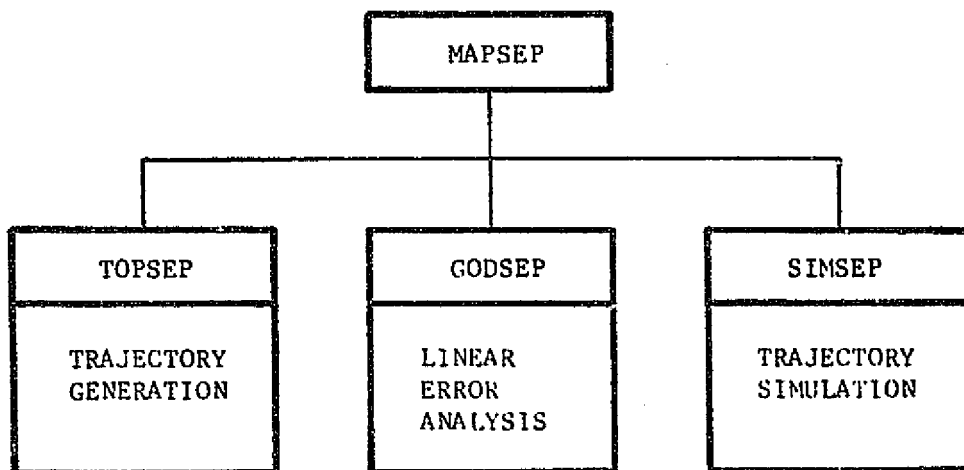 MAPSEP
TOPSEP
GODSEP
SIMSEP
TRAJECTORY
GENERATION
LINEAR
ERROR
ANALYSIS
TRAJECTORY
SIMULATION